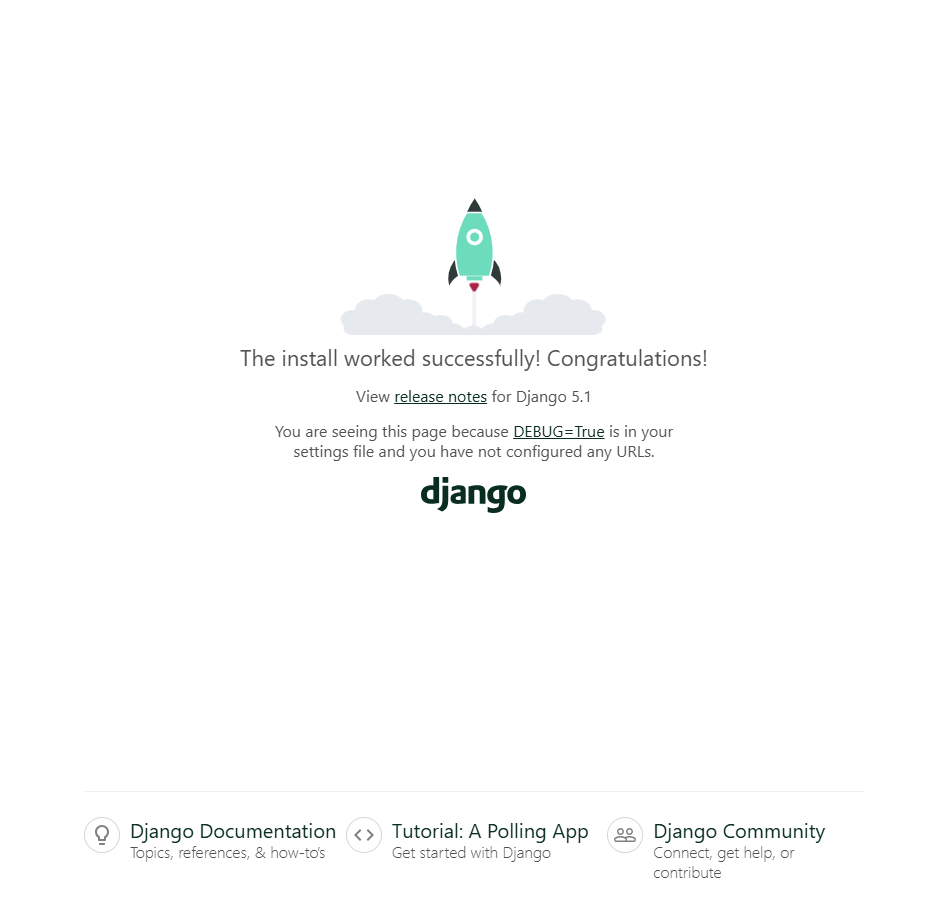 The install worked successfully! Congratulations!
View release notes for Django 5.1
You are seeing this page because DEBUG=True is in your
settings file and you have not configured any URLs.
django
Django Documentation
Topics, references, & how-to’s
Tutorial: A Polling App
Get started with Django
Django Community
Connect, get help, or
contribute